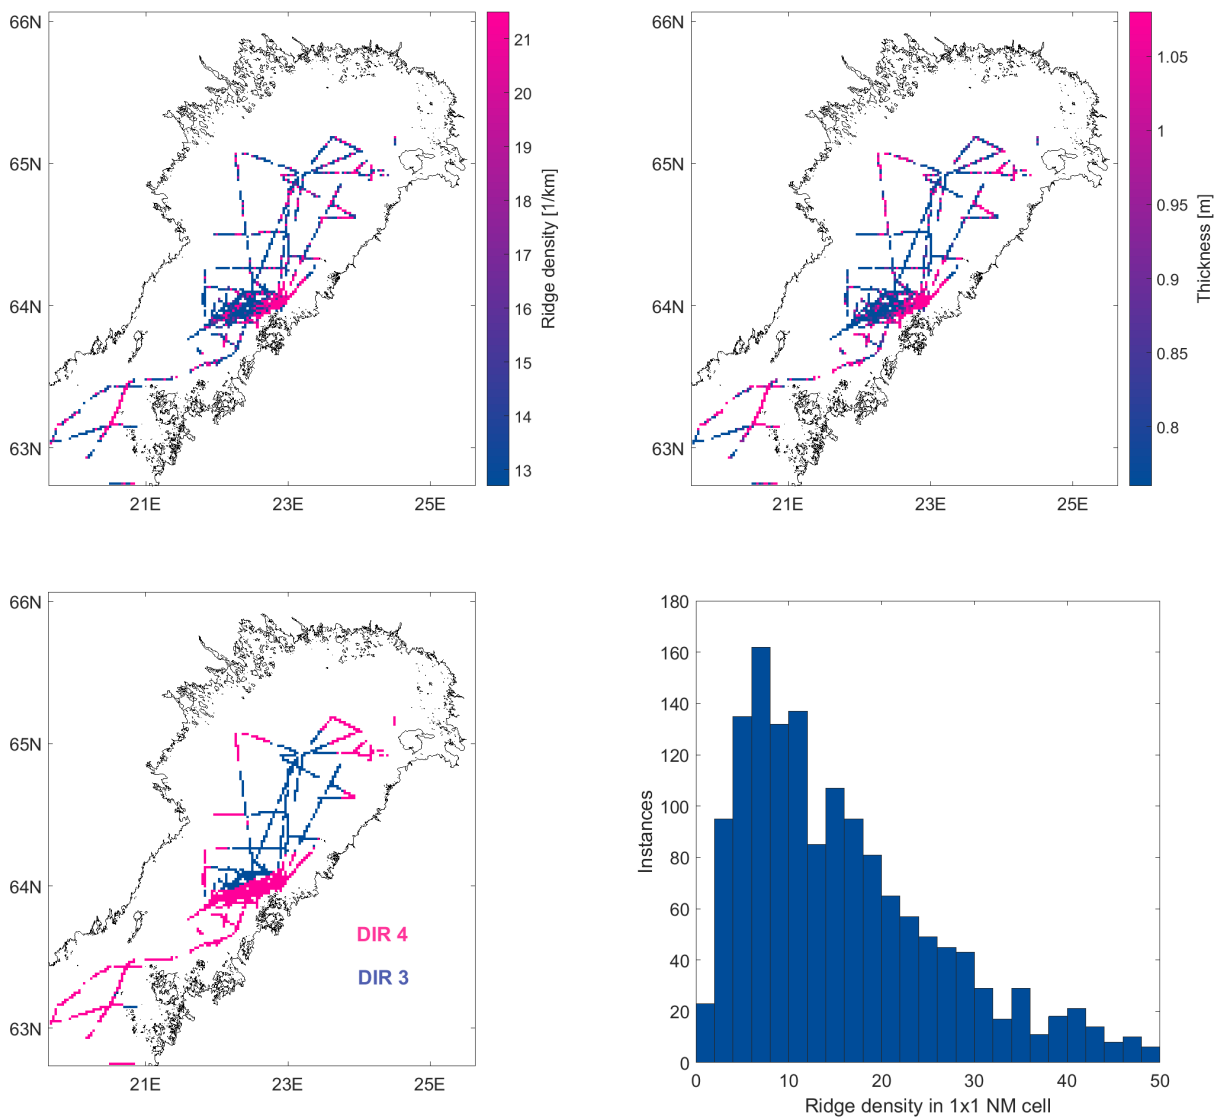 66N
65N
64N
63N
21E 23E 25E
21
20
19
18
17
16
15
14
13
Ridge density [1/km]
66N
65N
64N
63N
21E 23E 25E
1.05
1
0.95
0.9
0.85
0.8
Thickness [m]
66N
65N
64N
63N
21E 23E 25E
DIR 4
DIR 3
180
160
140
120
100
80
60
40
20
0
Instances
0 10 20 30 40 50
Ridge density in 1x1 NM cell